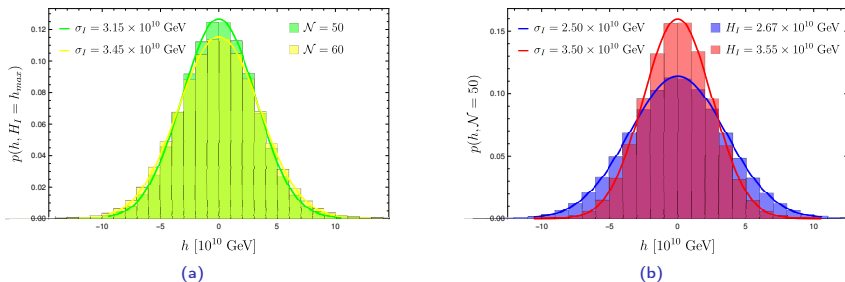 σ_I = 3.15 × 10^10 GeV
σ_I = 3.45 × 10^10 GeV
𝒩 = 50
𝒩 = 60
p(h, H_I = h_max)
0.12
0.10
0.08
0.06
0.04
0.02
0.00
−10 −5 0 5 10
h [10^10 GeV]
(a)
σ_I = 2.50 × 10^10 GeV
σ_I = 3.50 × 10^10 GeV
H_I = 2.67 × 10^10 GeV
H_I = 3.55 × 10^10 GeV
p(h, 𝒩 = 50)
0.15
0.10
0.05
0.00
−10 −5 0 5 10
h [10^10 GeV]
(b)